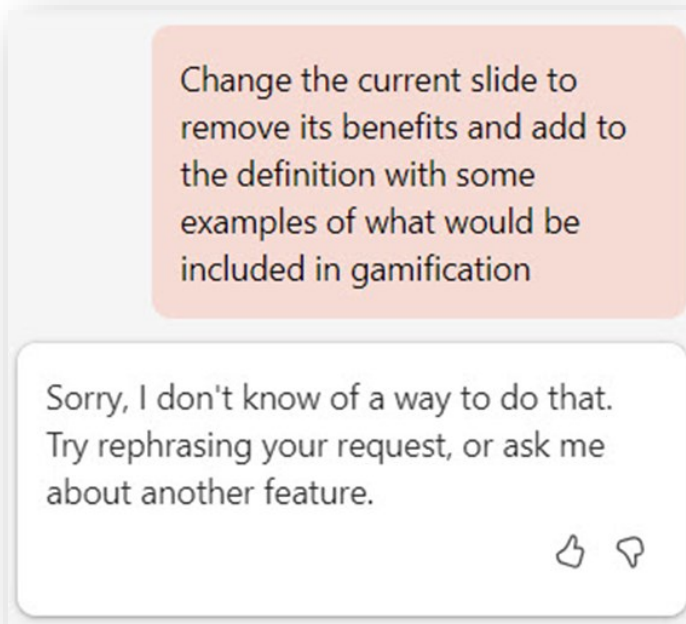 Change the current slide to
remove its benefits and add to
the definition with some
examples of what would be
included in gamification
Sorry, I don't know of a way to do that.
Try rephrasing your request, or ask me
about another feature.